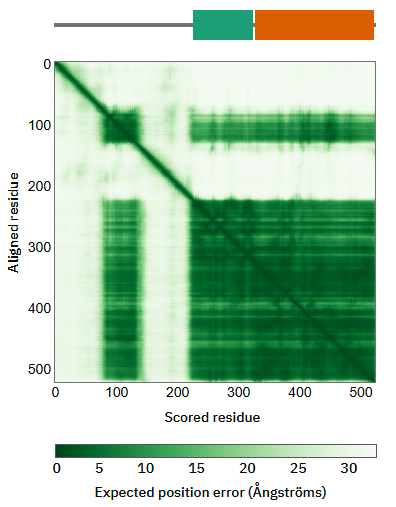 0
100
200
300
400
500
Aligned residue
0 100 200 300 400 500
Scored residue
0 5 10 15 20 25 30
Expected position error (Ångströms)